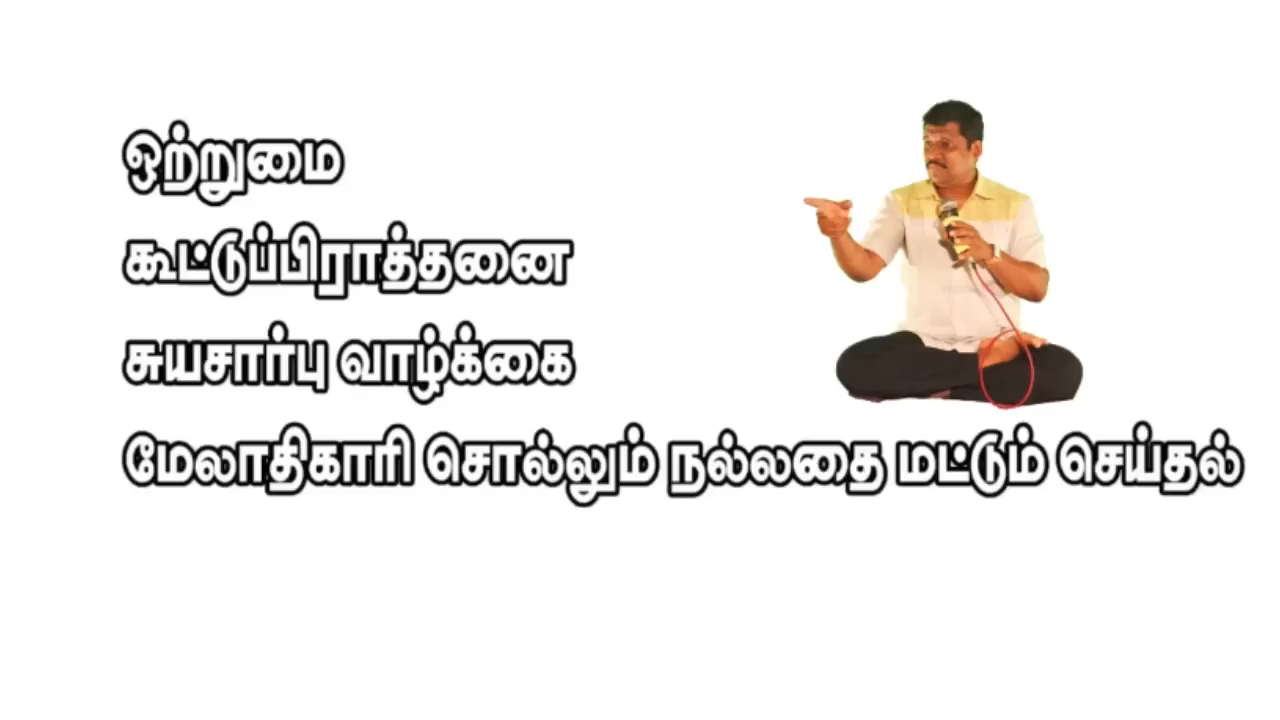 ஒற்றுமை
கூட்டுப்பிராத்தனை
சுயசார்பு வாழ்க்கை
மேலாதிகாரி சொல்லும் நல்லதை மட்டும் செய்தல்